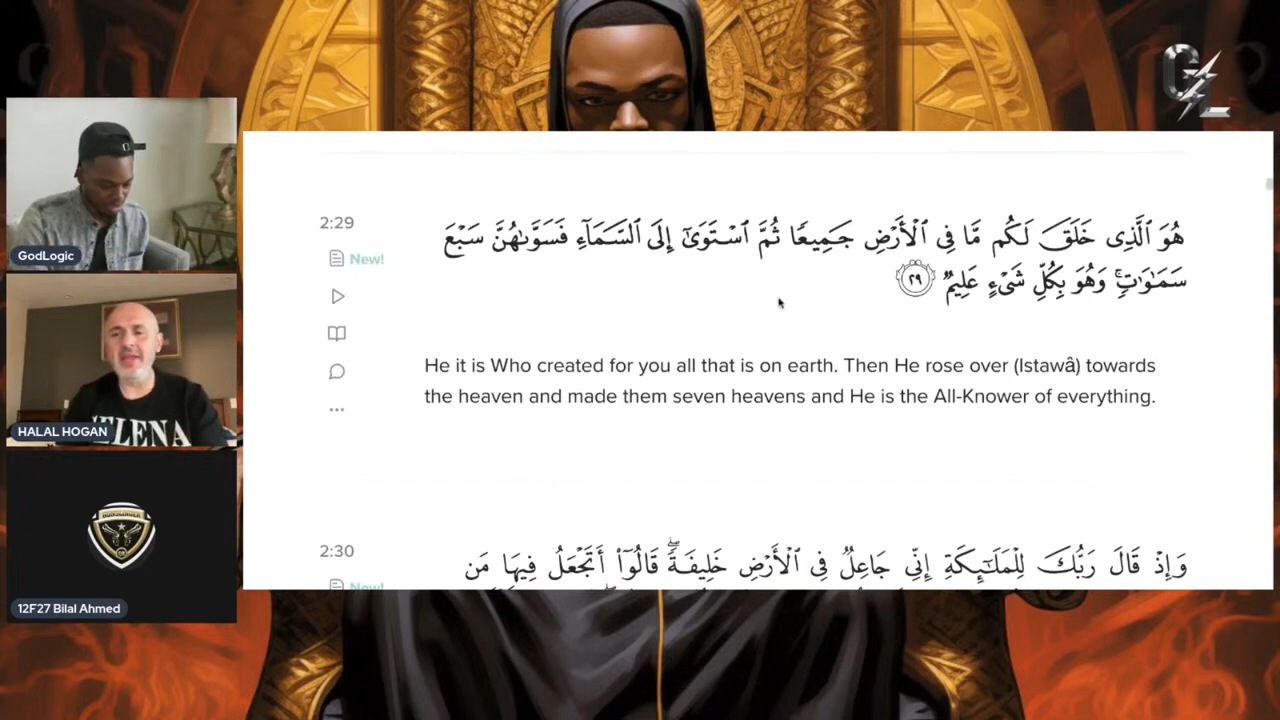 GL
2:29
هُوَ ٱلَّذِى خَلَقَ لَكُم مَّا فِى ٱلْأَرْضِ جَمِيعًا ثُمَّ ٱسْتَوَىٰٓ إِلَى ٱلسَّمَآءِ فَسَوَّىٰهُنَّ سَبْعَ
سَمَـٰوَٰتٍۢ ۚ وَهُوَ بِكُلِّ شَىْءٍ عَلِيمٌۭ ٢٩
New!
He it is Who created for you all that is on earth. Then He rose over (Istawâ) towards
the heaven and made them seven heavens and He is the All-Knower of everything.
2:30
وَإِذْ قَالَ رَبُّكَ لِلْمَلَـٰٓئِكَةِ إِنِّى جَاعِلٌۭ فِى ٱلْأَرْضِ خَلِيفَةًۭ ۖ قَالُوٓا۟ أَتَجْعَلُ فِيهَا مَن
New!
GodLogic
ELENA
HALAL HOGAN
12F27 Bilal Ahmed